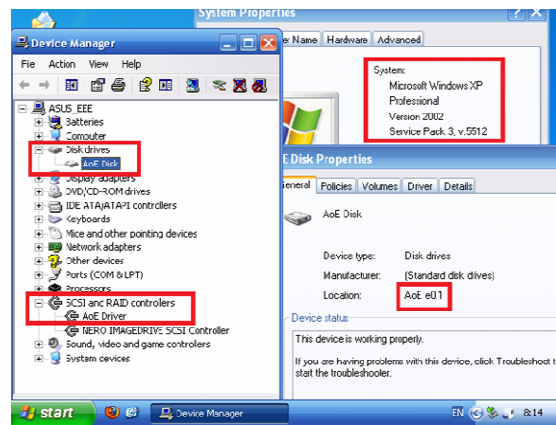 System Properties
Device Manager
File Action View Help
ASUS_EEE
Batteries
Computer
Disk drives
AoE Disk
Display adapters
DVD/CD-ROM drives
IDE ATA/ATAPI controllers
Keyboards
Mice and other pointing devices
Network adapters
Other devices
Ports (COM & LPT)
Processors
SCSI and RAID controllers
AoE Driver
NERO IMAGEDRIVE SCSI Controller
Sound, video and game controllers
System devices
er Name Hardware Advanced
System:
Microsoft Windows XP
Professional
Version 2002
Service Pack 3, v.5512
E Disk Properties
General Policies Volumes Driver Details
AoE Disk
Device type: Disk drives
Manufacturer: (Standard disk drives)
Location: AoE e0.1
Device status
This device is working properly.
If you are having problems with this device, click Troubleshoot t
start the troubleshooter.
start Device Manager EN 8:14